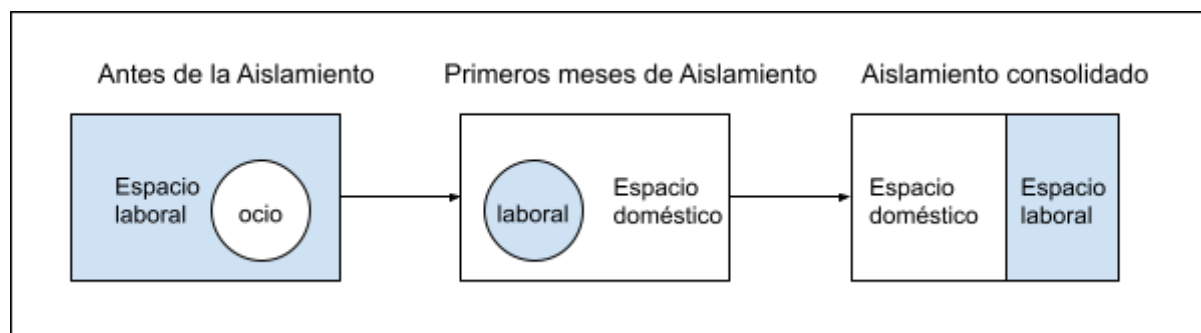 Antes de la Aislamiento
Primeros meses de Aislamiento
Aislamiento consolidado
Espacio
laboral
ocio
laboral
Espacio
doméstico
Espacio
doméstico
Espacio
laboral